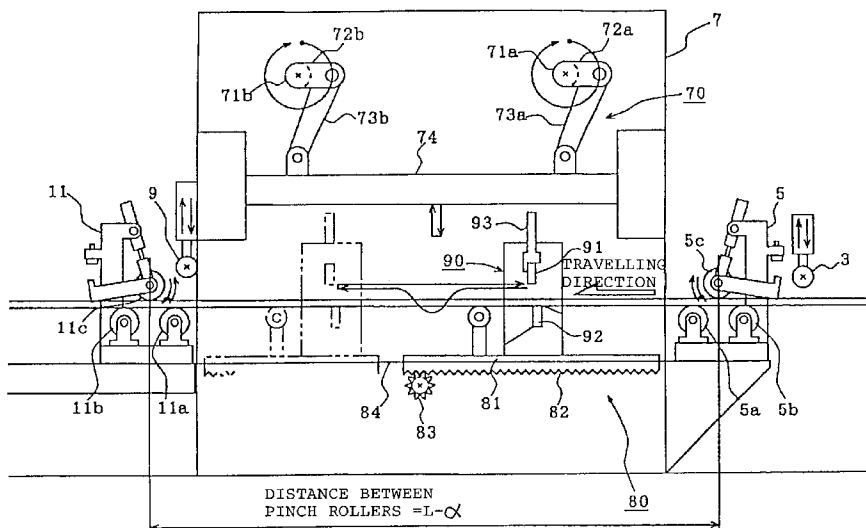 72b
72a
7
71a
71b
70
73b
73a
74
11
9
5
93
90
91
5c
TRAVELLING
DIRECTION
3
92
11c
C
11b
11a
84
81
82
5a
5b
83
DISTANCE BETWEEN
PINCH ROLLERS =L-α
80